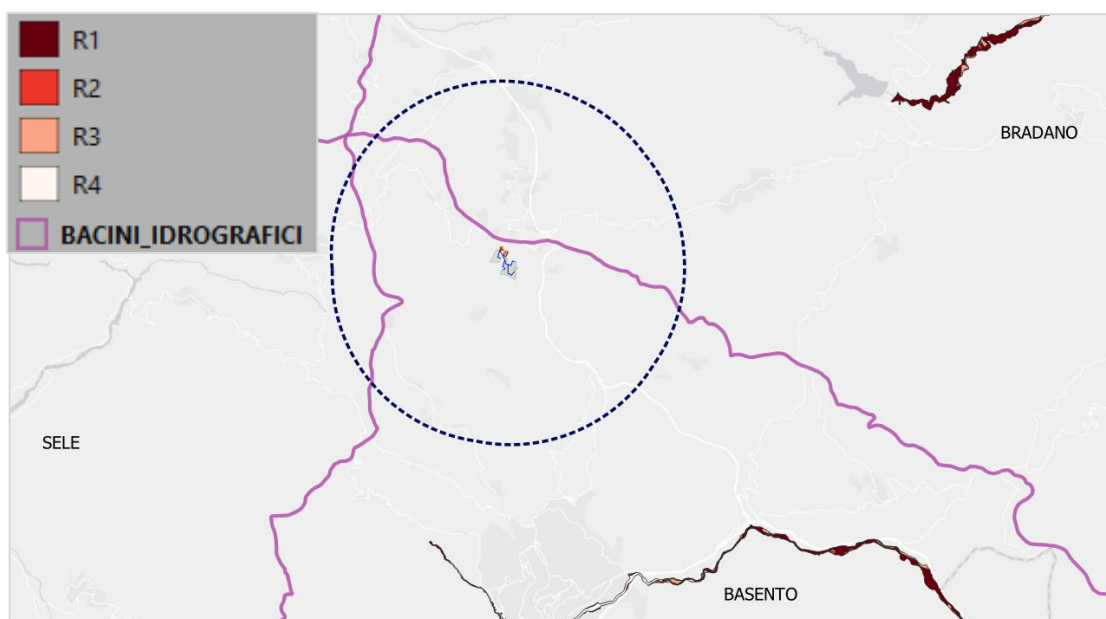 R1
R2
R3
R4
BACINI_IDROGRAFICI
BRADANO
SELE
BASENTO